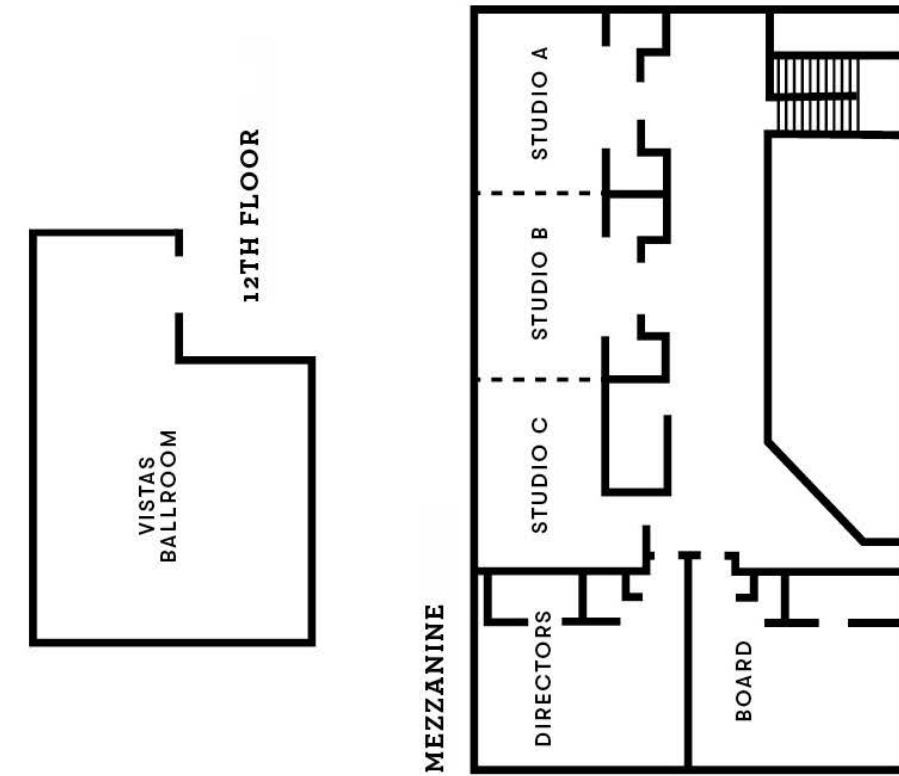 12TH FLOOR
VISTAS
BALLROOM
MEZZANINE
STUDIO A
STUDIO B
STUDIO C
DIRECTORS
BOARD